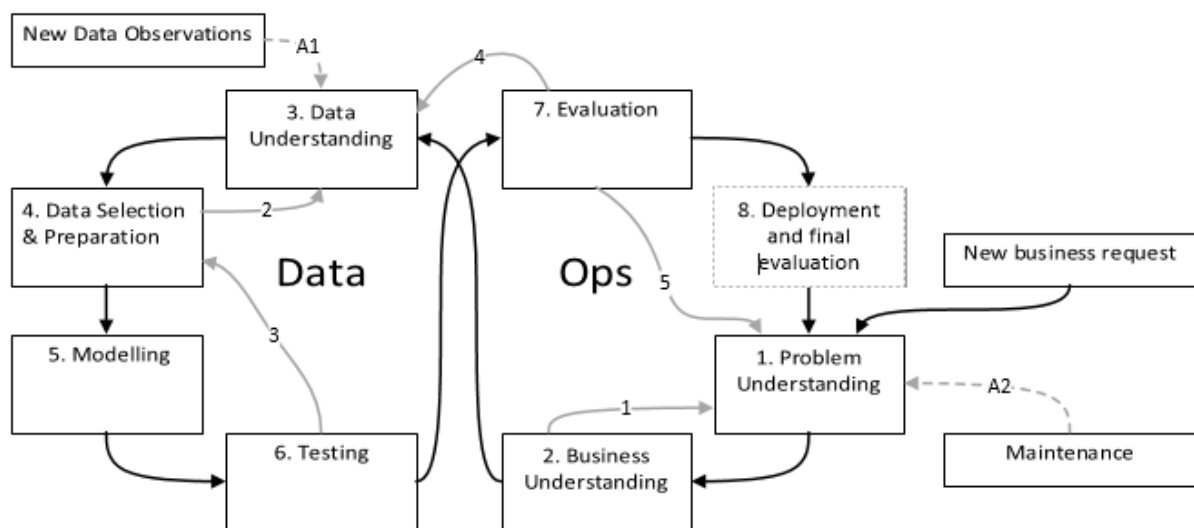 New Data Observations
A1
4
3. Data
Understanding
7. Evaluation
4. Data Selection
& Preparation
2
8. Deployment
and final
evaluation
New business request
Data
Ops
5
3
5. Modelling
1. Problem
Understanding
A2
1
6. Testing
2. Business
Understanding
Maintenance